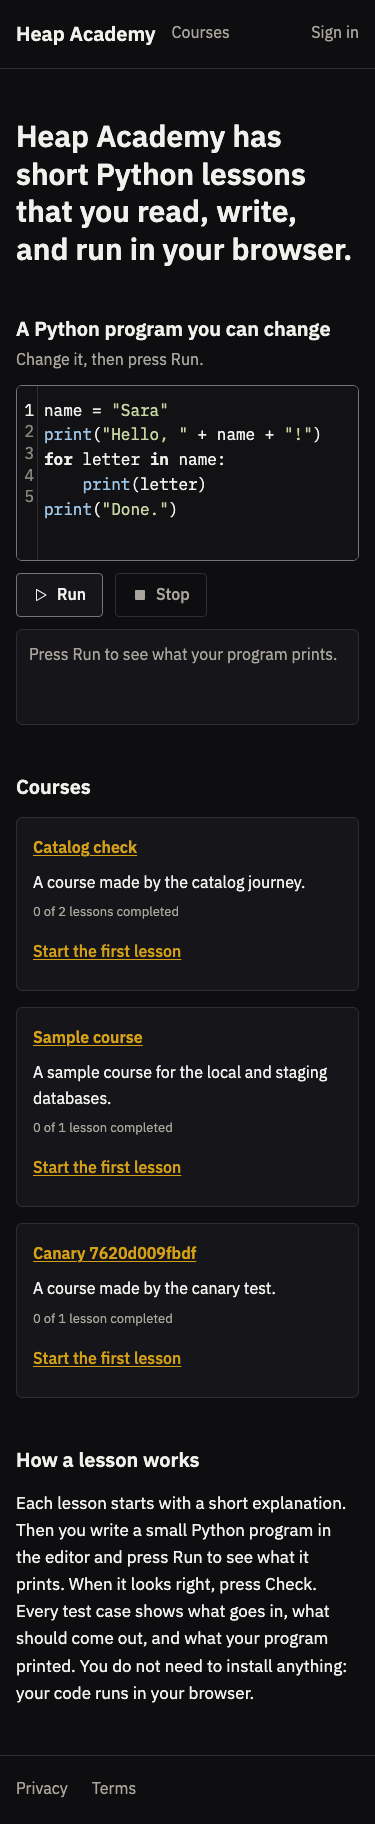 Heap Academy Courses Sign in
Heap Academy has
short Python lessons
that you read, write,
and run in your browser.
A Python program you can change
Change it, then press Run.
1 name = "Sara"
2 print("Hello, " + name + "!")
3 for letter in name:
4     print(letter)
5 print("Done.")
Run Stop
Press Run to see what your program prints.
Courses
Catalog check
A course made by the catalog journey.
0 of 2 lessons completed
Start the first lesson
Sample course
A sample course for the local and staging
databases.
0 of 1 lesson completed
Start the first lesson
Canary 7620d009fbdf
A course made by the canary test.
0 of 1 lesson completed
Start the first lesson
How a lesson works
Each lesson starts with a short explanation.
Then you write a small Python program in
the editor and press Run to see what it
prints. When it looks right, press Check.
Every test case shows what goes in, what
should come out, and what your program
printed. You do not need to install anything:
your code runs in your browser.
Privacy Terms